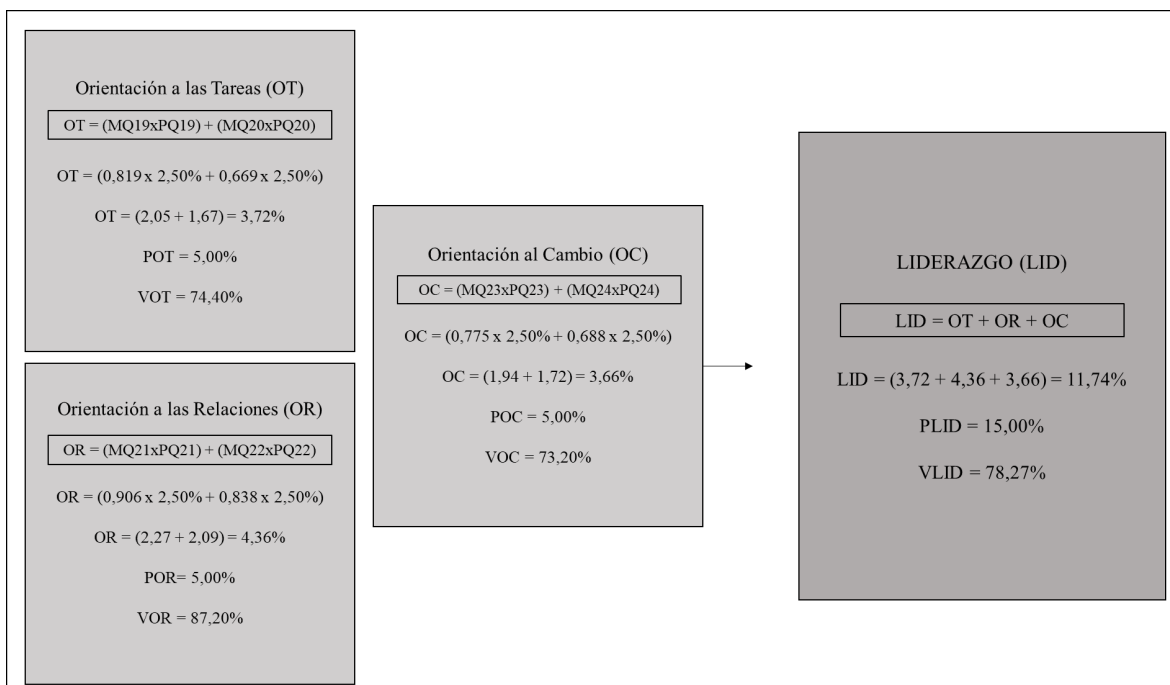 Orientación a las Tareas (OT)
OT = (MQ19xPQ19) + (MQ20xPQ20)
OT = (0,819 x 2,50% + 0,669 x 2,50%)
OT = (2,05 + 1,67) = 3,72%
POT = 5,00%
VOT = 74,40%
Orientación a las Relaciones (OR)
OR = (MQ21xPQ21) + (MQ22xPQ22)
OR = (0,906 x 2,50% + 0,838 x 2,50%)
OR = (2,27 + 2,09) = 4,36%
POR= 5,00%
VOR = 87,20%
Orientación al Cambio (OC)
OC = (MQ23xPQ23) + (MQ24xPQ24)
OC = (0,775 x 2,50% + 0,688 x 2,50%)
OC = (1,94 + 1,72) = 3,66%
POC = 5,00%
VOC = 73,20%
LIDERAZGO (LID)
LID = OT + OR + OC
LID = (3,72 + 4,36 + 3,66) = 11,74%
PLID = 15,00%
VLID = 78,27%